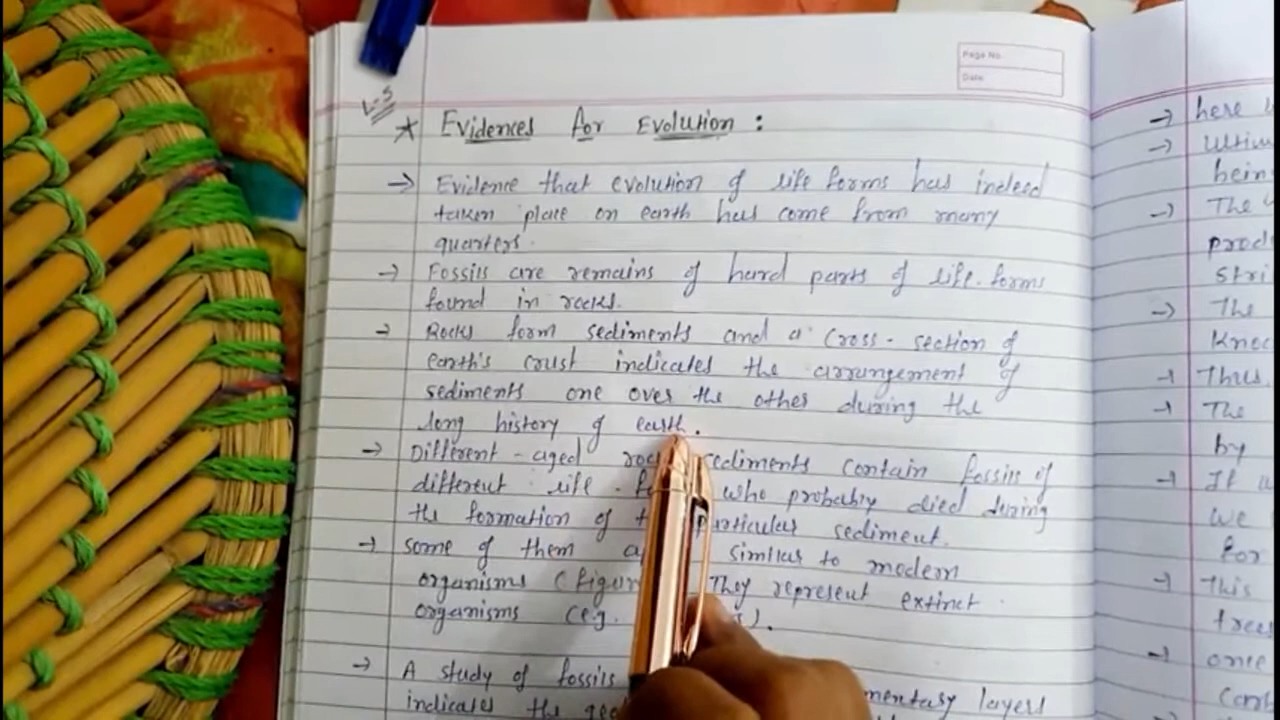 Page No.
Date:
L-5
★ Evidences for Evolution :
→ Evidence that evolution of life forms has indeed
taken place on earth has come from many
quarters.
→ Fossils are remains of hard parts of life-forms
found in rocks.
→ Rocks form sediments and a cross-section of
earth's crust indicates the arrangement of
sediments one over the other during the
long history of earth.
→ Different-aged rock sediments contain fossils of
different life- who probably died during
the formation of particular sediment.
→ some of them similar to modern
organisms ( They represent extinct
organisms (e.g. ).
→ A study of fossils layers
indicates the
→ here
→
→ The
→ The
→ Thus.
→ The
by
→ If
we
for
→ This
→ once